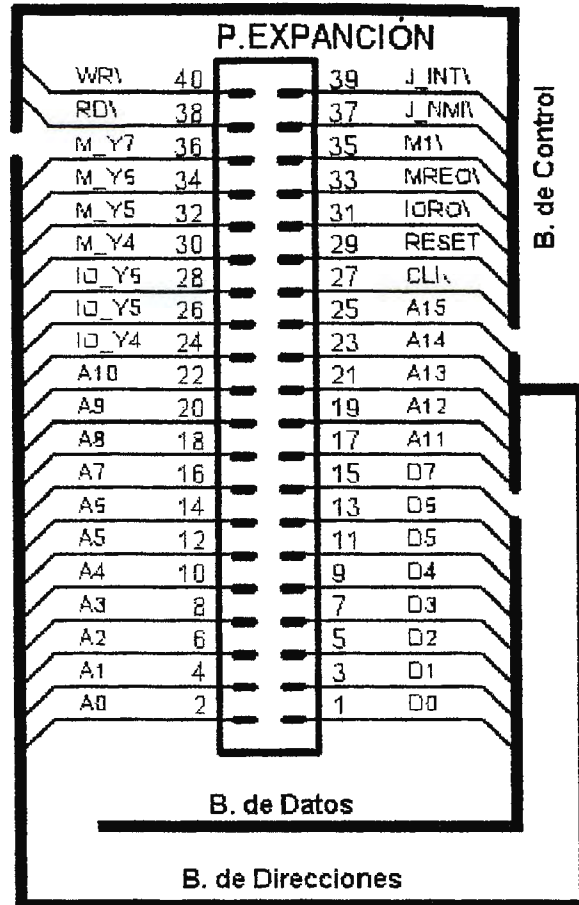 P.EXPANCIÓN
WR\ 40 39 J_INT\
RD\ 38 37 J_NMI\
M_Y7 36 35 M1\
M_Y6 34 33 MREQ\
M_Y5 32 31 IORQ\
M_Y4 30 29 RESET
IO_Y6 28 27 CLK\
IO_Y5 26 25 A15
IO_Y4 24 23 A14
A10 22 21 A13
A9 20 19 A12
A8 18 17 A11
A7 16 15 D7
A6 14 13 D6
A5 12 11 D5
A4 10 9 D4
A3 8 7 D3
A2 6 5 D2
A1 4 3 D1
A0 2 1 D0
B. de Control
B. de Datos
B. de Direcciones